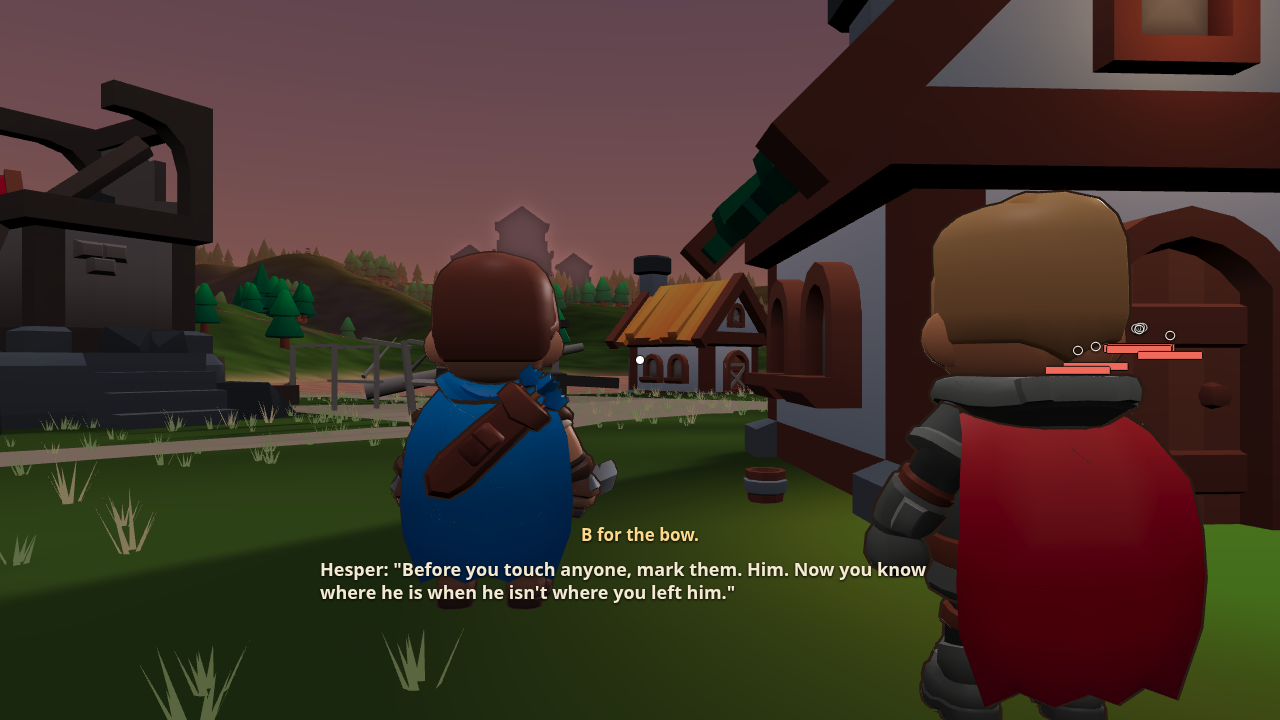 B for the bow.
Hesper: "Before you touch anyone, mark them. Him. Now you know
where he is when he isn't where you left him."